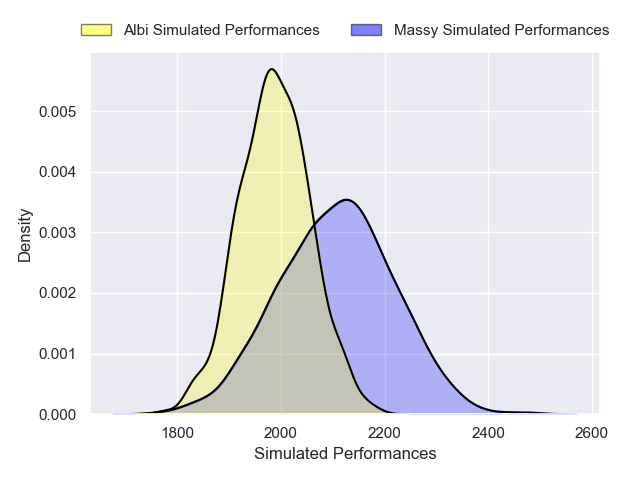 Albi Simulated Performances
Massy Simulated Performances
Density
0.005
0.004
0.003
0.002
0.001
0.000
1800
2000
2200
2400
2600
Simulated Performances